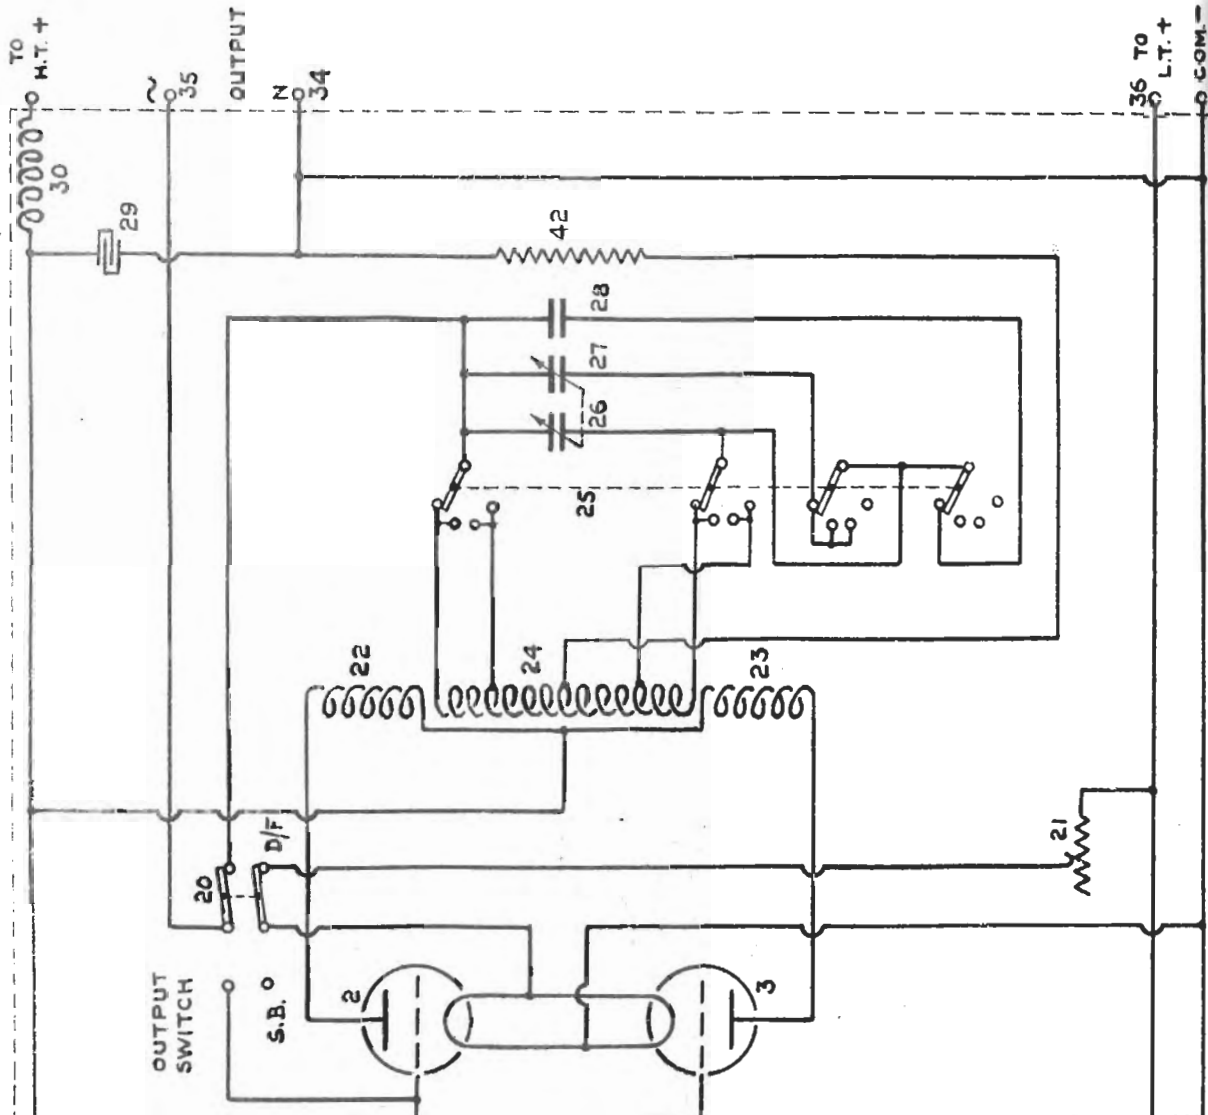 TO
H.T. +
~
35
OUTPUT
N
34
36 TO
L.T. +
COM. –
30
29
42
28
27
26
25
24
22
23
21
20
D/F
OUTPUT
SWITCH
S.B.
2
3